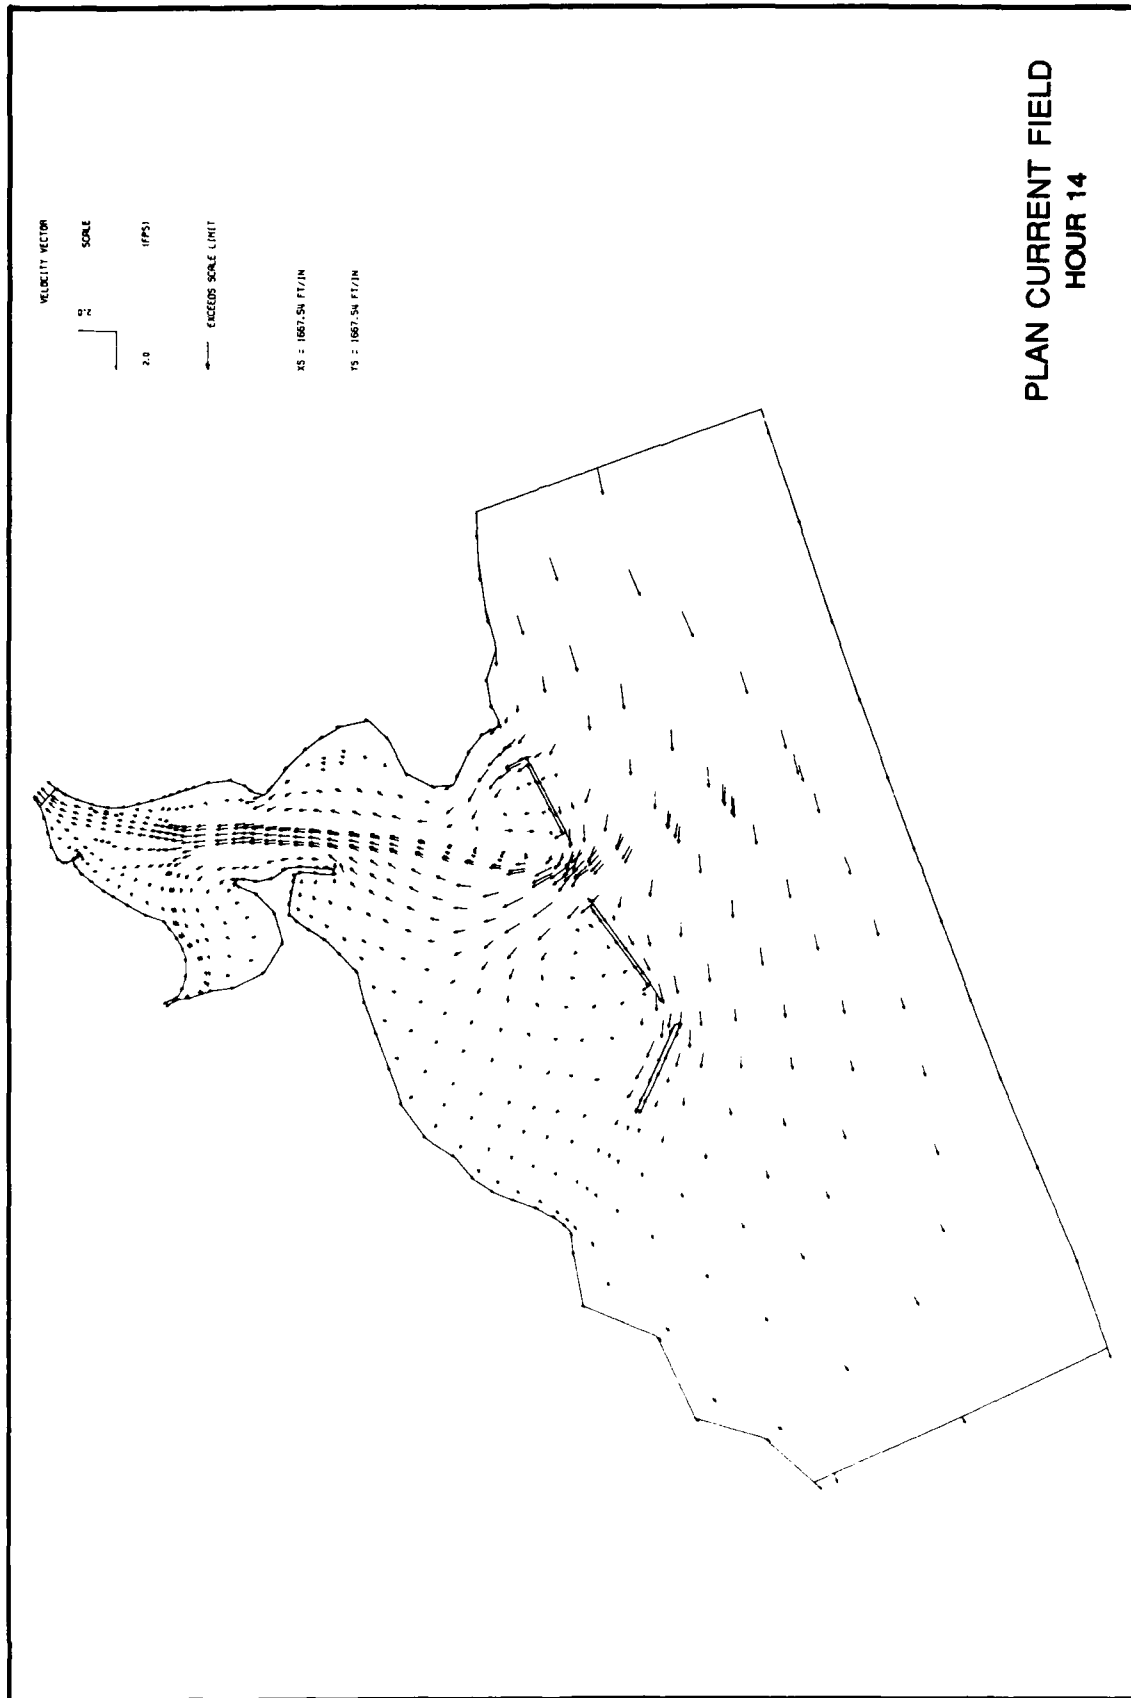 VELOCITY VECTOR
SCALE
2.0
2.0 (FPS)
EXCEEDS SCALE LIMIT
XS = 1667.54 FT/IN
YS = 1667.54 FT/IN
PLAN CURRENT FIELD
HOUR 14